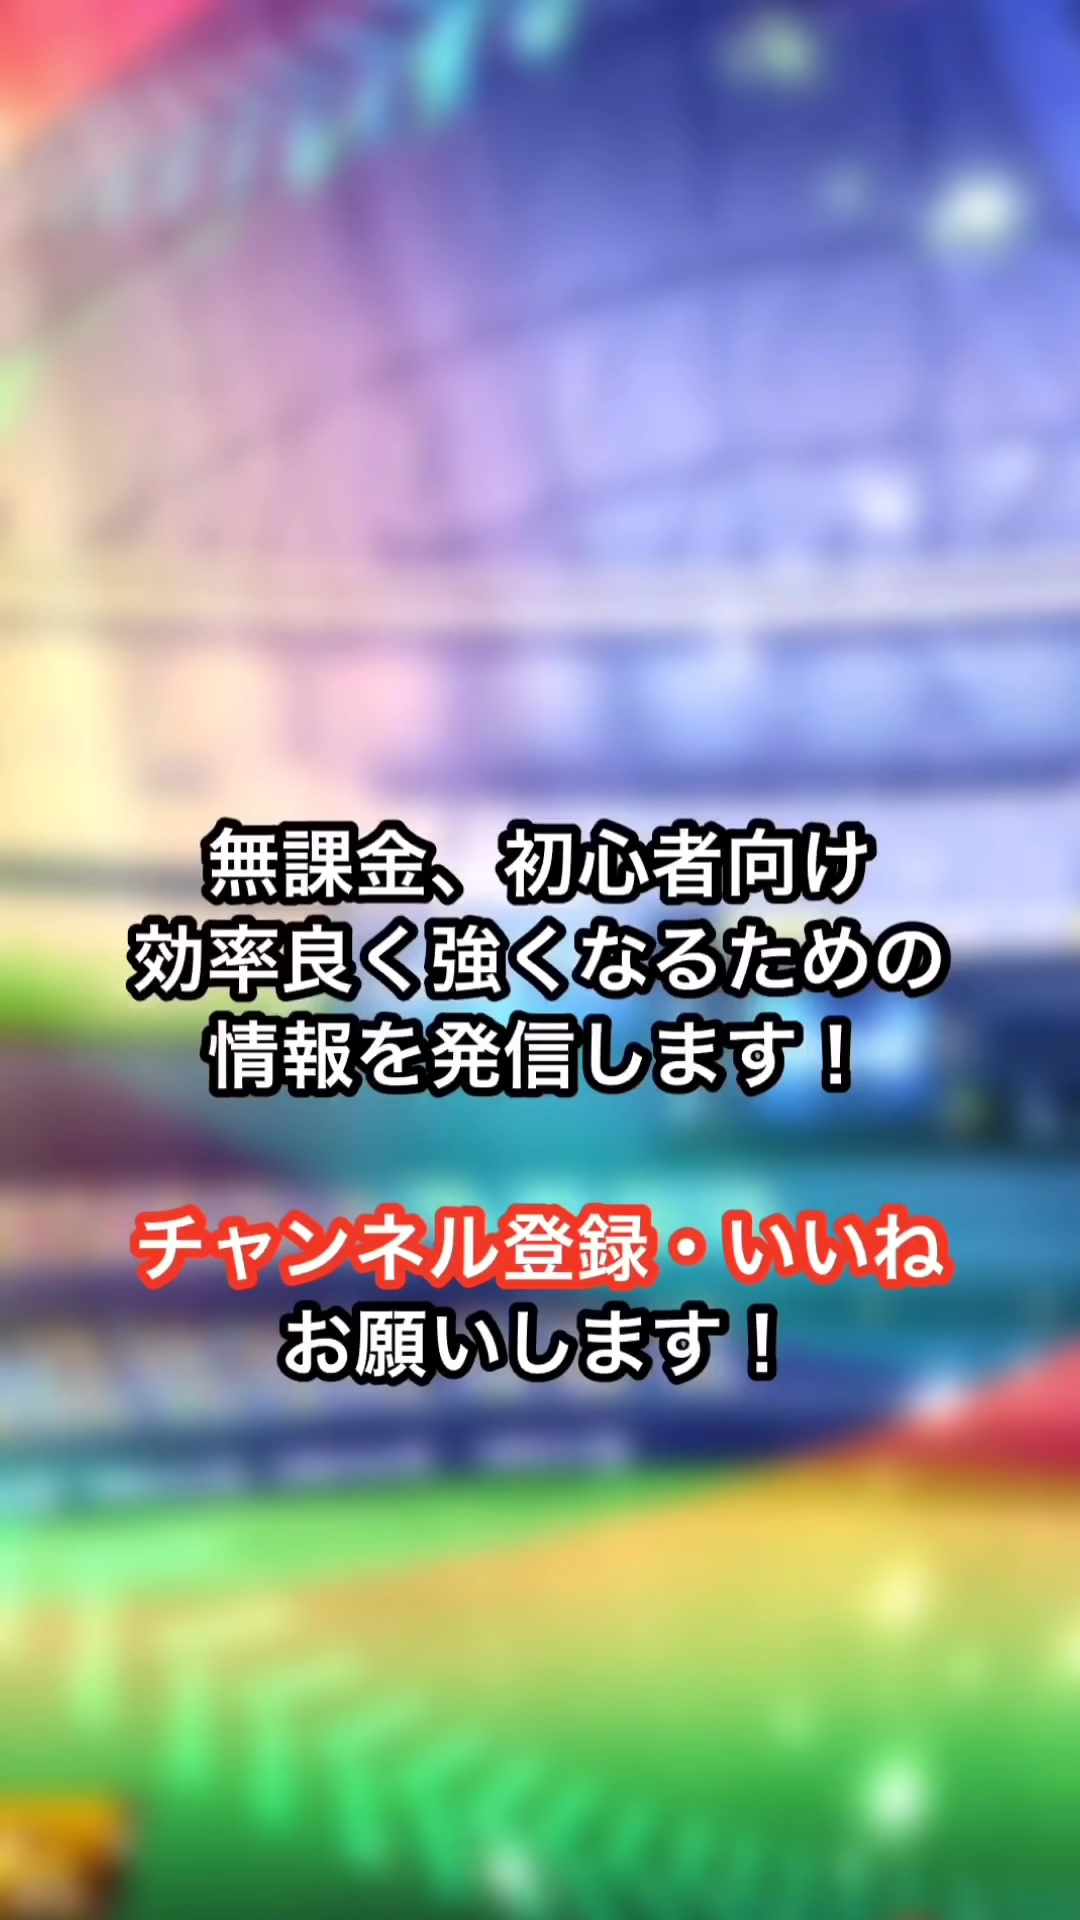 無課金、初心者向け
効率良く強くなるための
情報を発信します！
チャンネル登録・いいね
お願いします！